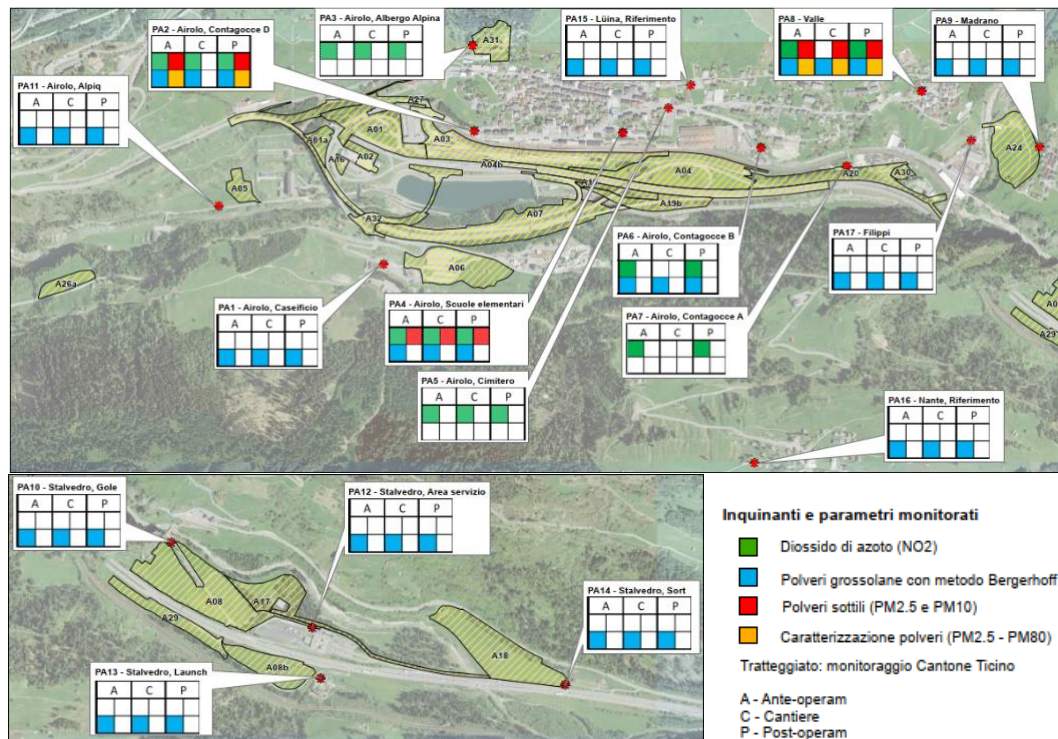 PA2 - Airolo, Contagocce D
A C P
PA3 - Airolo, Albergo Alpina
A C P
PA15 - Lüina, Riferimento
A C P
PA8 - Valle
A C P
PA9 - Madrano
A C P
PA11 - Airolo, Alpiq
A C P
A31
A27
A01
A01a
A03
A16
A02
A04b
A04
A05
A07
A19b
A20
A30
A24
A32
A06
A26a
PA6 - Airolo, Contagocce B
A C P
PA17 - Filippi
A C P
PA1 - Airolo, Caseificio
A C P
PA4 - Airolo, Scuole elementari
A C P
PA7 - Airolo, Contagocce A
A C P
A29
PA5 - Airolo, Cimitero
A C P
PA16 - Nante, Riferimento
A C P
PA10 - Stalvedro, Gole
A C P
PA12 - Stalvedro, Area servizio
A C P
PA14 - Stalvedro, Sort
A C P
A08
A17
A29
A08b
A18
PA13 - Stalvedro, Launch
A C P
Inquinanti e parametri monitorati
Diossido di azoto (NO2)
Polveri grossolane con metodo Bergerhoff
Polveri sottili (PM2.5 e PM10)
Caratterizzazione polveri (PM2.5 - PM80)
Tratteggiato: monitoraggio Cantone Ticino
A - Ante-operam
C - Cantiere
P - Post-operam